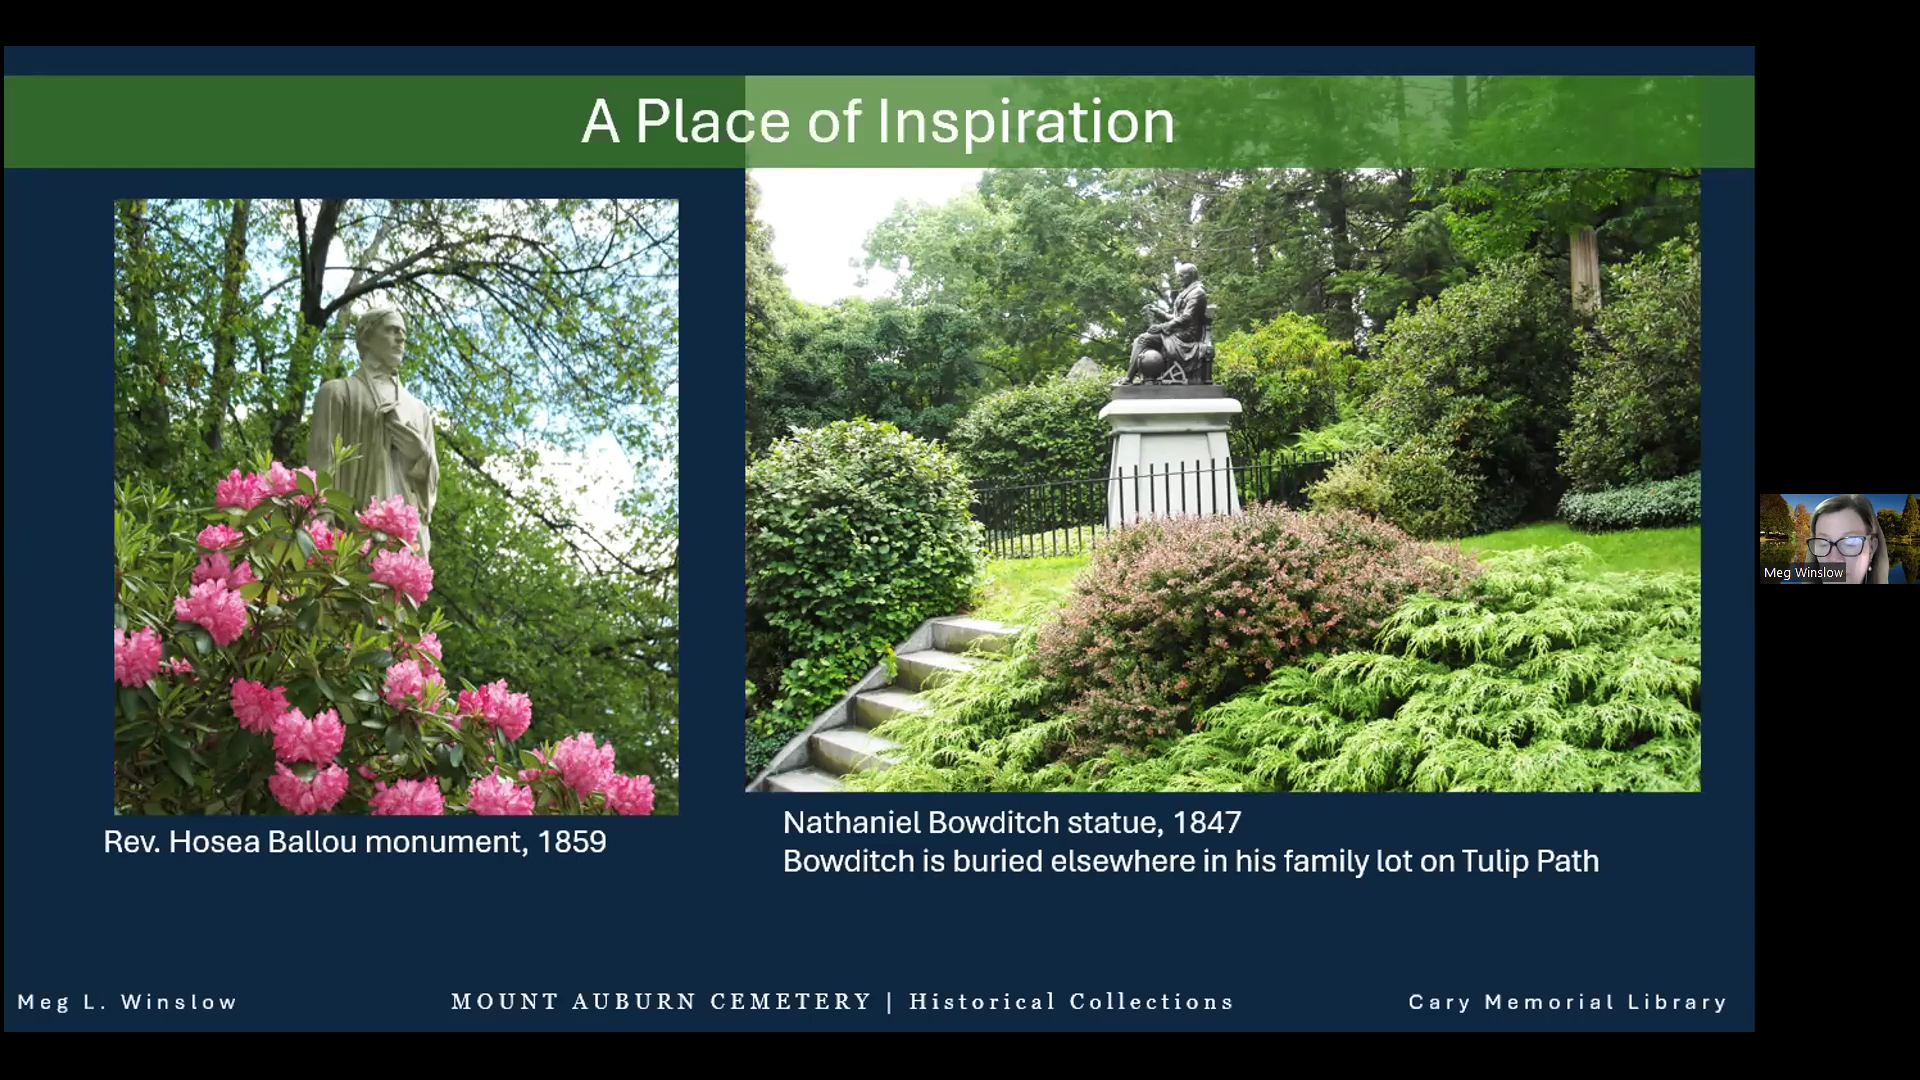 A Place of Inspiration
Rev. Hosea Ballou monument, 1859
Nathaniel Bowditch statue, 1847
Bowditch is buried elsewhere in his family lot on Tulip Path
Meg Winslow
Meg L. Winslow
MOUNT AUBURN CEMETERY | Historical Collections
Cary Memorial Library